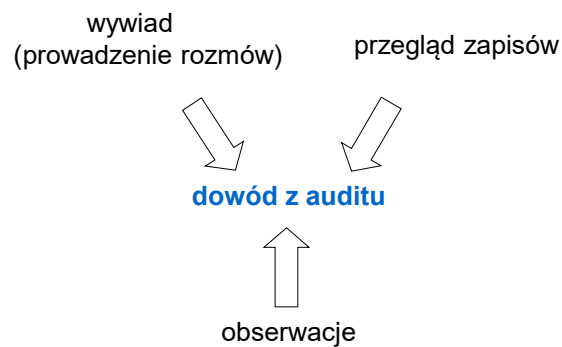 wywiad
(prowadzenie rozmów)
przegląd zapisów
dowód z auditu
obserwacje